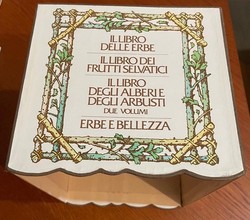 IL LIBRO
DELLE ERBE
IL LIBRO DEI
FRUTTI SELVATICI
IL LIBRO
DEGLI ALBERI E
DEGLI ARBUSTI
DUE VOLUMI
ERBE E BELLEZZA